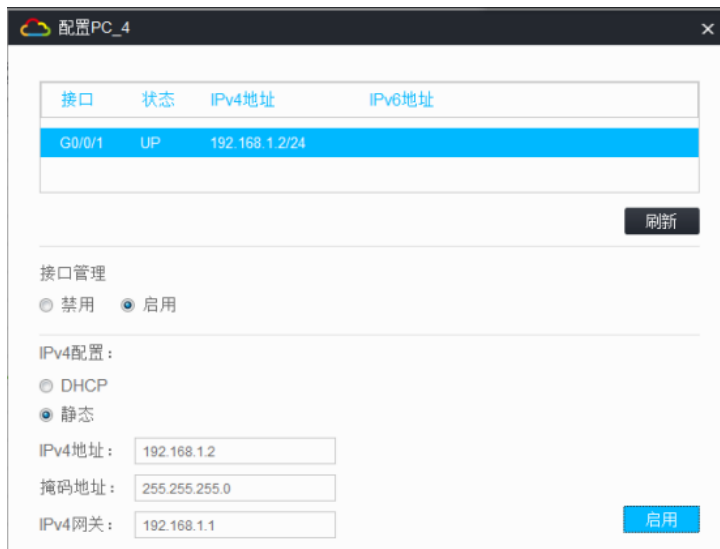 配置PC_4
接口 状态 IPv4地址 IPv6地址
G0/0/1 UP 192.168.1.2/24
刷新
接口管理
禁用 启用
IPv4配置：
DHCP
静态
IPv4地址： 192.168.1.2
掩码地址： 255.255.255.0
IPv4网关： 192.168.1.1
启用